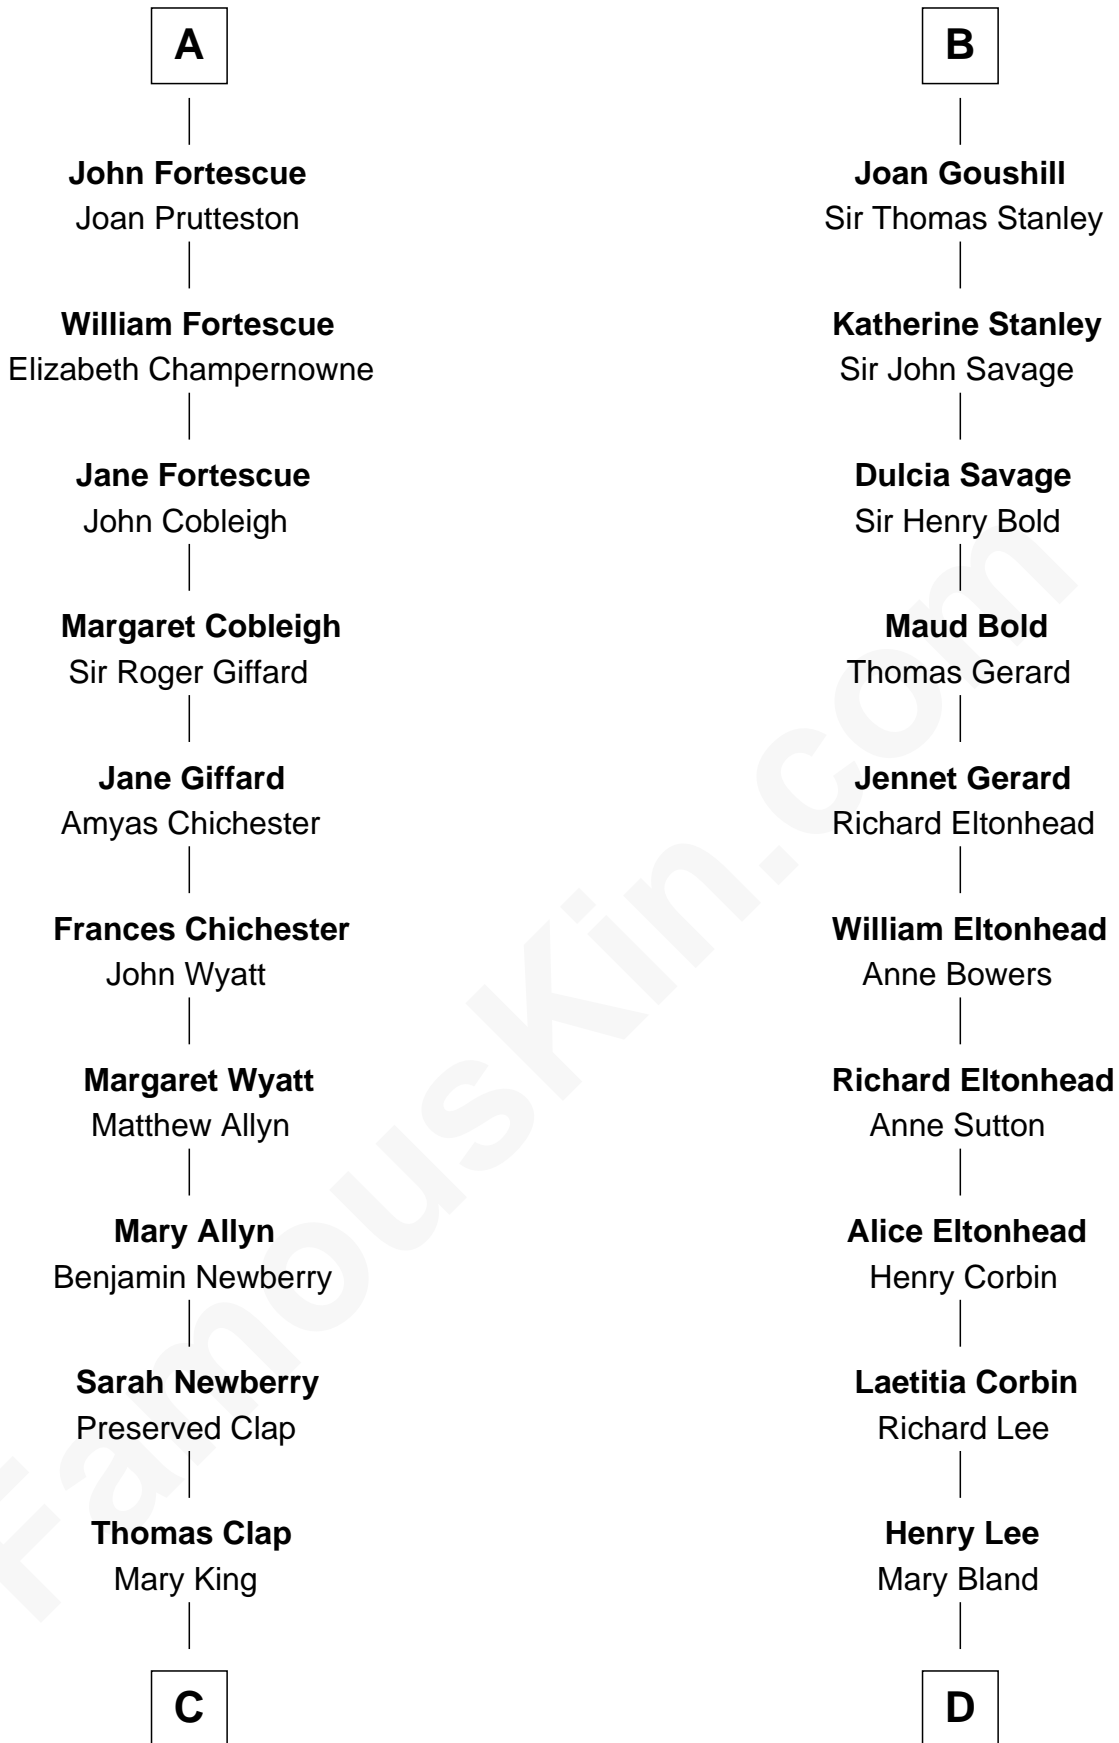 A
John Fortescue
Joan Prutteston
William Fortescue
Elizabeth Champernowne
Jane Fortescue
John Cobleigh
Margaret Cobleigh
Sir Roger Giffard
Jane Giffard
Amyas Chichester
Frances Chichester
John Wyatt
Margaret Wyatt
Matthew Allyn
Mary Allyn
Benjamin Newberry
Sarah Newberry
Preserved Clap
Thomas Clap
Mary King
C
B
Joan Goushill
Sir Thomas Stanley
Katherine Stanley
Sir John Savage
Dulcia Savage
Sir Henry Bold
Maud Bold
Thomas Gerard
Jennet Gerard
Richard Eltonhead
William Eltonhead
Anne Bowers
Richard Eltonhead
Anne Sutton
Alice Eltonhead
Henry Corbin
Laetitia Corbin
Richard Lee
Henry Lee
Mary Bland
D
FamousKin.com